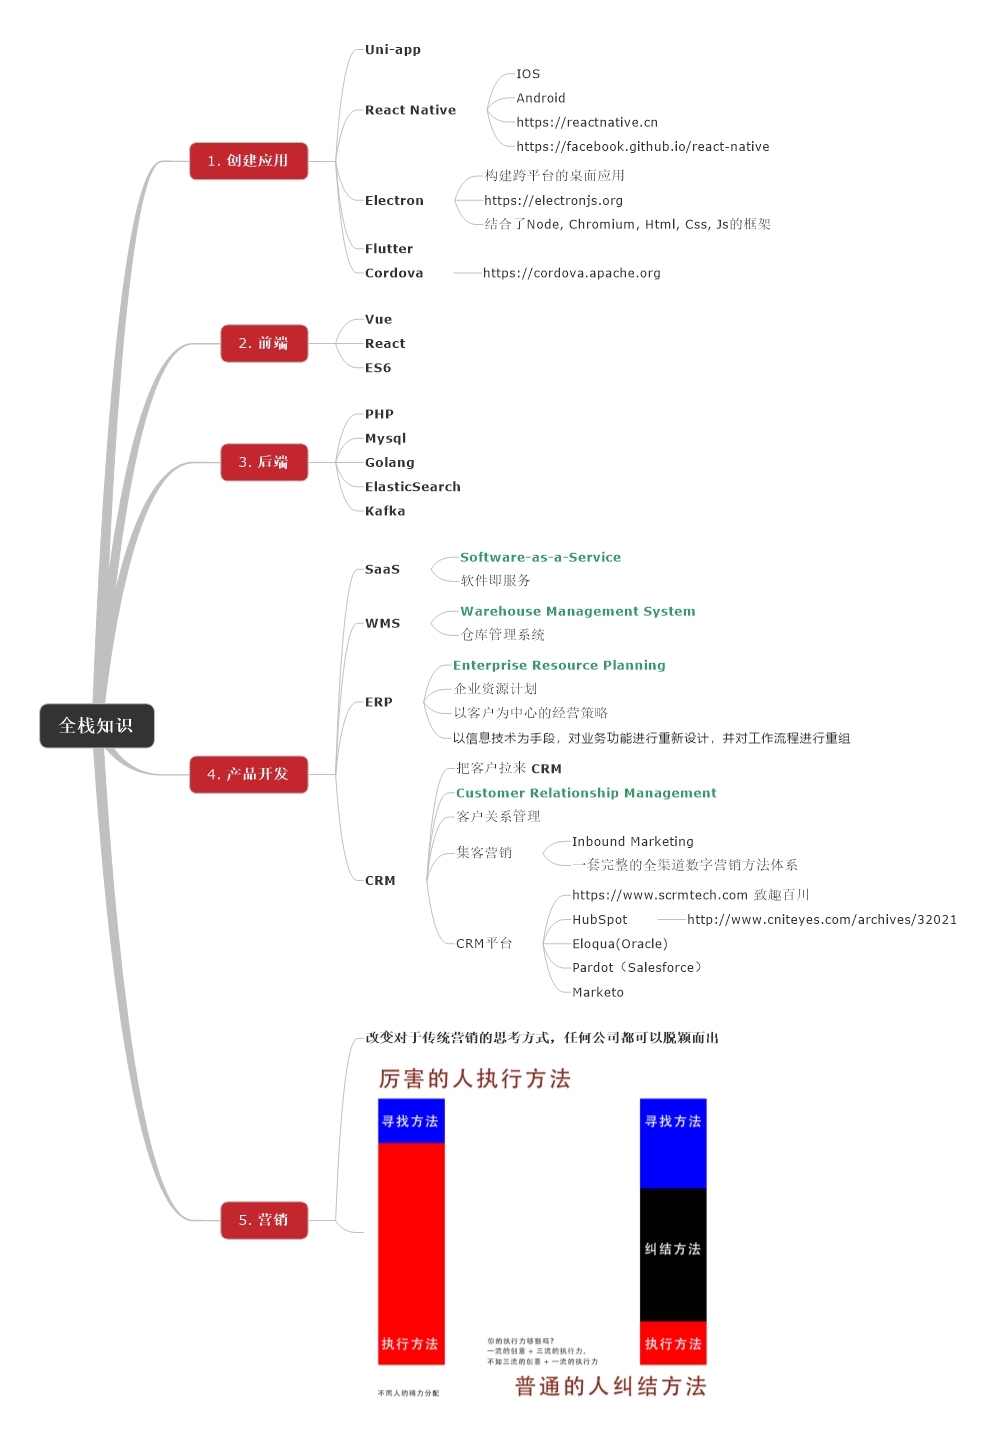 全栈知识
1. 创建应用
Uni-app
React Native
IOS
Android
https://reactnative.cn
https://facebook.github.io/react-native
Electron
构建跨平台的桌面应用
https://electronjs.org
结合了Node, Chromium, Html, Css, Js的框架
Flutter
Cordova
https://cordova.apache.org
2. 前端
Vue
React
ES6
3. 后端
PHP
Mysql
Golang
ElasticSearch
Kafka
4. 产品开发
SaaS
Software-as-a-Service
软件即服务
WMS
Warehouse Management System
仓库管理系统
ERP
Enterprise Resource Planning
企业资源计划
以客户为中心的经营策略
以信息技术为手段，对业务功能进行重新设计，并对工作流程进行重组
CRM
把客户拉来 CRM
Customer Relationship Management
客户关系管理
集客营销
Inbound Marketing
一套完整的全渠道数字营销方法体系
CRM平台
https://www.scrmtech.com 致趣百川
HubSpot
http://www.cniteyes.com/archives/32021
Eloqua(Oracle)
Pardot（Salesforce）
Marketo
5. 营销
改变对于传统营销的思考方式，任何公司都可以脱颖而出
厉害的人执行方法
寻找方法
执行方法
寻找方法
纠结方法
执行方法
你的执行力够狠吗?
一流的创意 + 三流的执行力，
不如三流的创意 + 一流的执行力
不同人的精力分配
普通的人纠结方法